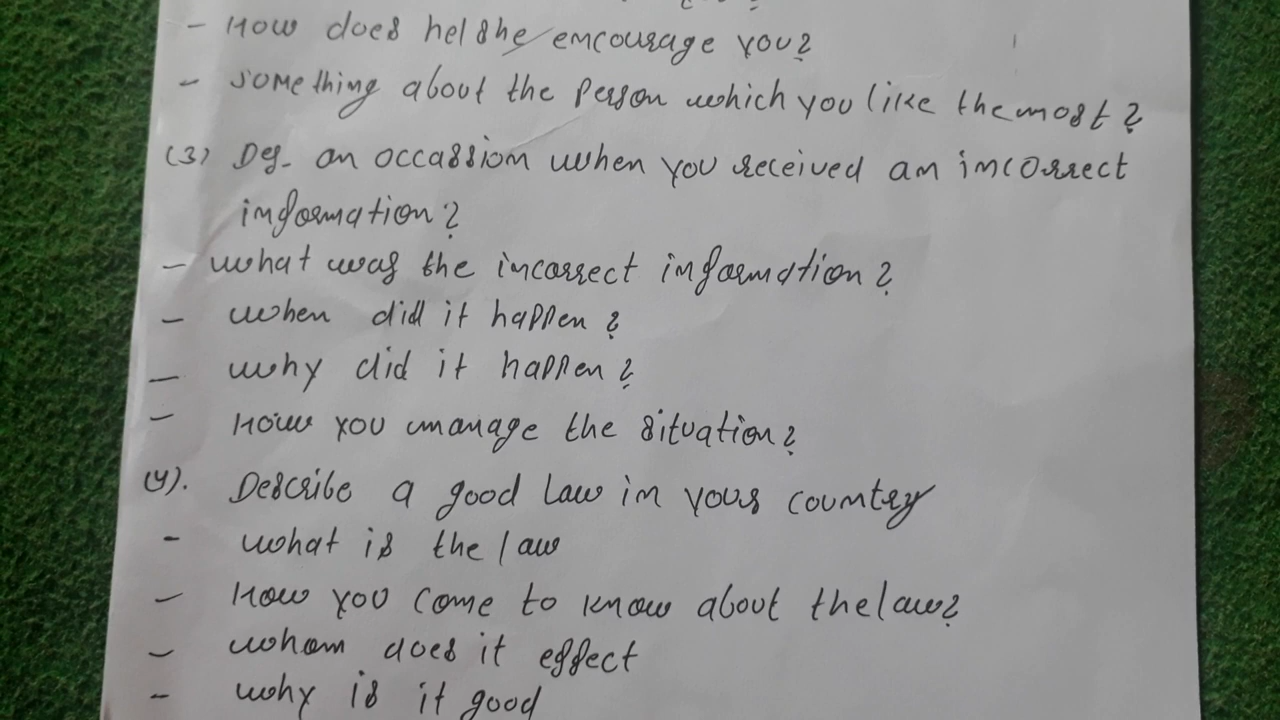 - How does he/she encourage you?
- Something about the Person which you like the most?
(3) Des. an occassion when you received an incorrect
information?
- what was the incorrect information?
- when did it happen?
- why did it happen?
- How you manage the situation?
(4). Describe a good law in your country
- what is the law
- How you come to know about the law?
- whom does it effect
- why is it good